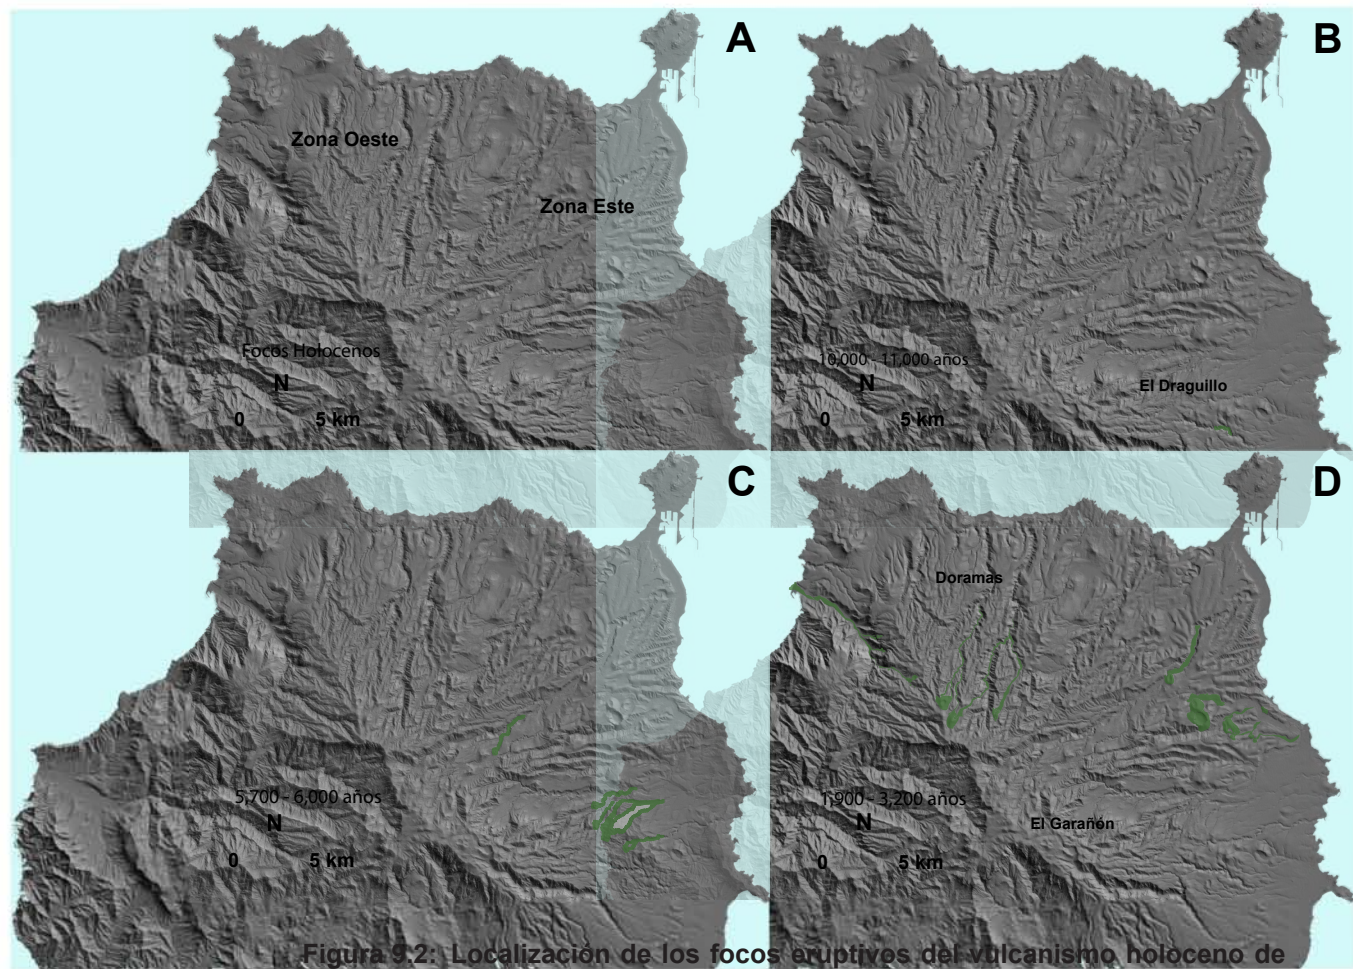 A
Zona Oeste
Zona Este
Focos Holocenos
N
0 5 km
B
10,000 - 11,000 años
N
El Draguillo
0 5 km
C
5,700 - 6,000 años
N
0 5 km
D
Doramas
1,900 - 3,200 años
N
El Garañón
0 5 km
Figura 9.2: Localización de los focos eruptivos del vulcanismo holoceno de